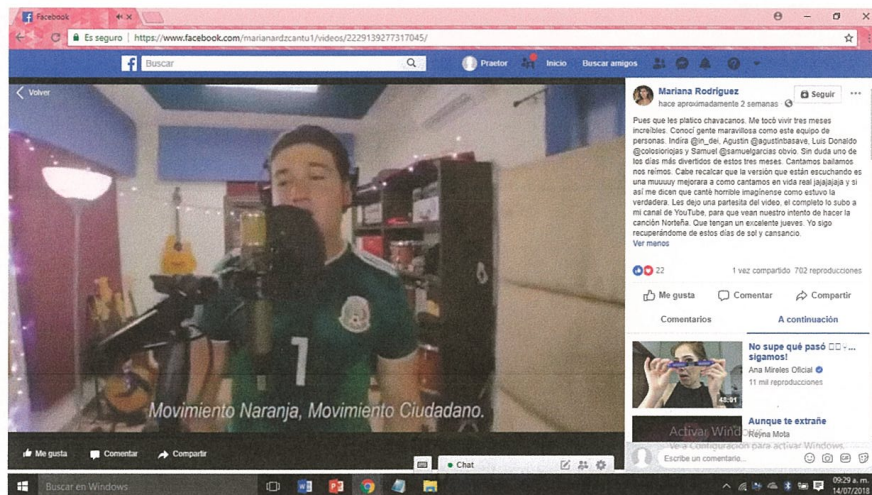 Facebook
Es seguro | https://www.facebook.com/marianardzcantu1/videos/2229139277317045/
Buscar
Praetor
Inicio
Buscar amigos
Volver
Mariana Rodriguez
hace aproximadamente 2 semanas
Seguir
Pues que les platico chavacanos. Me tocó vivir tres meses
increíbles. Conocí gente maravillosa como este equipo de
personas. Indira @in_dei, Agustin @agustinbasave, Luis Donaldo
@colosioriojas y Samuel @samuelgarcias obvio. Sin duda uno de
los días más divertidos de estos tres meses. Cantamos bailamos
nos reímos. Cabe recalcar que la versión que están escuchando es
una muuuuy mejorara a como cantamos en vida real jajajajaja y si
así me dicen que canté horrible imagínense como estuvo la
verdadera. Les dejo una partesita del video, el completo lo subo a
mi canal de YouTube, para que vean nuestro intento de hacer la
canción Norteña. Que tengan un excelente jueves. Yo sigo
recuperándome de estos días de sol y cansancio.
Ver menos
22
1 vez compartido 702 reproducciones
Me gusta
Comentar
Compartir
Comentarios
A continuación
No supe qué pasó
sigamos!
Ana Mireles Oficial
11 mil reproducciones
48:01
Aunque te extrañe
Reyna Mota
Activar Windows
Ve a Configuración para activar Windows.
Escribe un comentario...
GIF
1
Movimiento Naranja, Movimiento Ciudadano.
Me gusta
Comentar
Compartir
Chat
Buscar en Windows
09:29 a. m.
14/07/2018